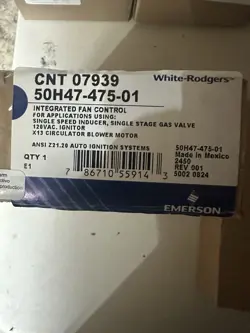 CNT 07939
White-Rodgers™
50H47-475-01
INTEGRATED FAN CONTROL
FOR APPLICATIONS USING:
SINGLE SPEED INDUCER, SINGLE STAGE GAS VALVE
120VAC. IGNITOR
X13 CIRCULATOR BLOWER MOTOR
ANSI Z21.20 AUTO IGNITION SYSTEMS
QTY 1
E1
7 86710 55914 3
50H47-475-01
Made in Mexico
2450
REV 001
5002 0824
EMERSON